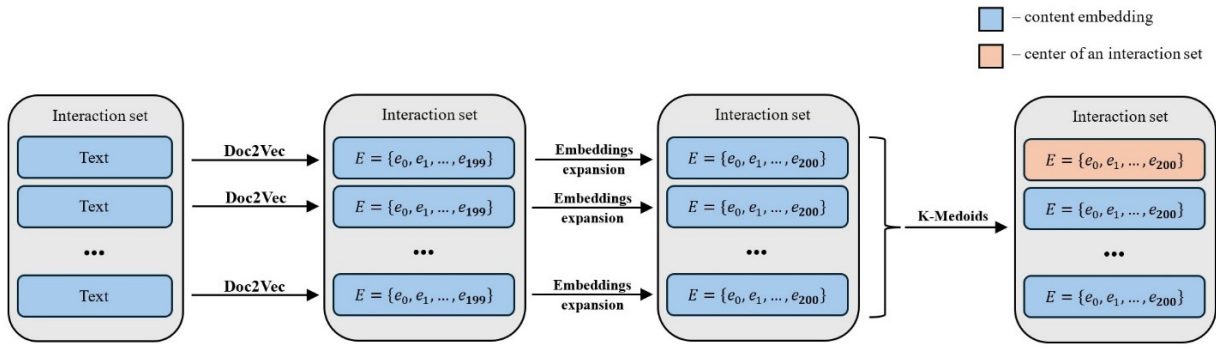 – content embedding
– center of an interaction set
Interaction set
Interaction set
Interaction set
Interaction set
Text
Doc2Vec
E = {e₀, e₁, …, e₁₉₉}
Embeddings
expansion
E = {e₀, e₁, …, e₂₀₀}
E = {e₀, e₁, …, e₂₀₀}
Text
Doc2Vec
E = {e₀, e₁, …, e₁₉₉}
Embeddings
expansion
E = {e₀, e₁, …, e₂₀₀}
K-Medoids
E = {e₀, e₁, …, e₂₀₀}
•••
•••
•••
•••
Text
Doc2Vec
E = {e₀, e₁, …, e₁₉₉}
Embeddings
expansion
E = {e₀, e₁, …, e₂₀₀}
E = {e₀, e₁, …, e₂₀₀}